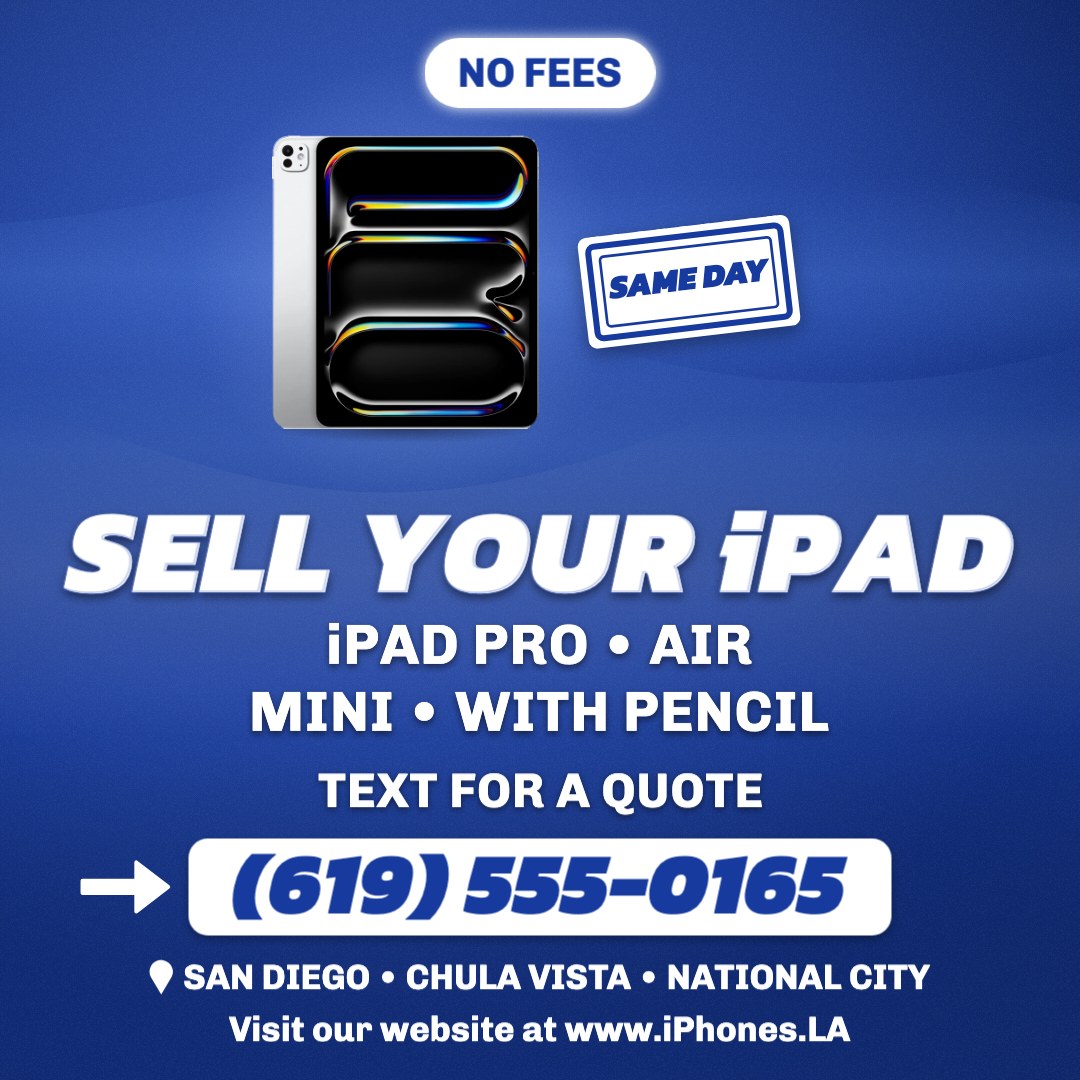 NO FEES
SAME DAY
SELL YOUR iPAD
iPAD PRO • AIR
MINI • WITH PENCIL
TEXT FOR A QUOTE
(619) 555-0165
SAN DIEGO • CHULA VISTA • NATIONAL CITY
Visit our website at www.iPhones.LA